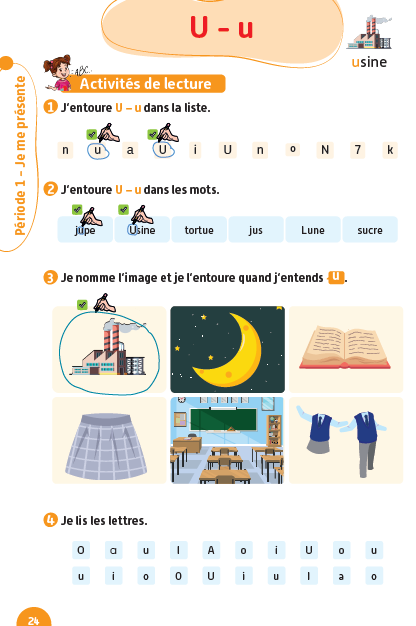 U - u
usine
ABC
Activités de lecture
Période 1 - Je me présente
1 J'entoure U - u dans la liste.
n u a U i U n o N 7 k
2 J'entoure U - u dans les mots.
jupe Usine tortue jus Lune sucre
3 Je nomme l'image et je l'entoure quand j'entends u.
4 Je lis les lettres.
O a u I A o i U o u
u i o O U i u l a o
24